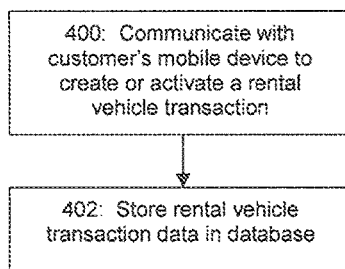 400: Communicate with
customer's mobile device to
create or activate a rental
vehicle transaction
402: Store rental vehicle
transaction data in database